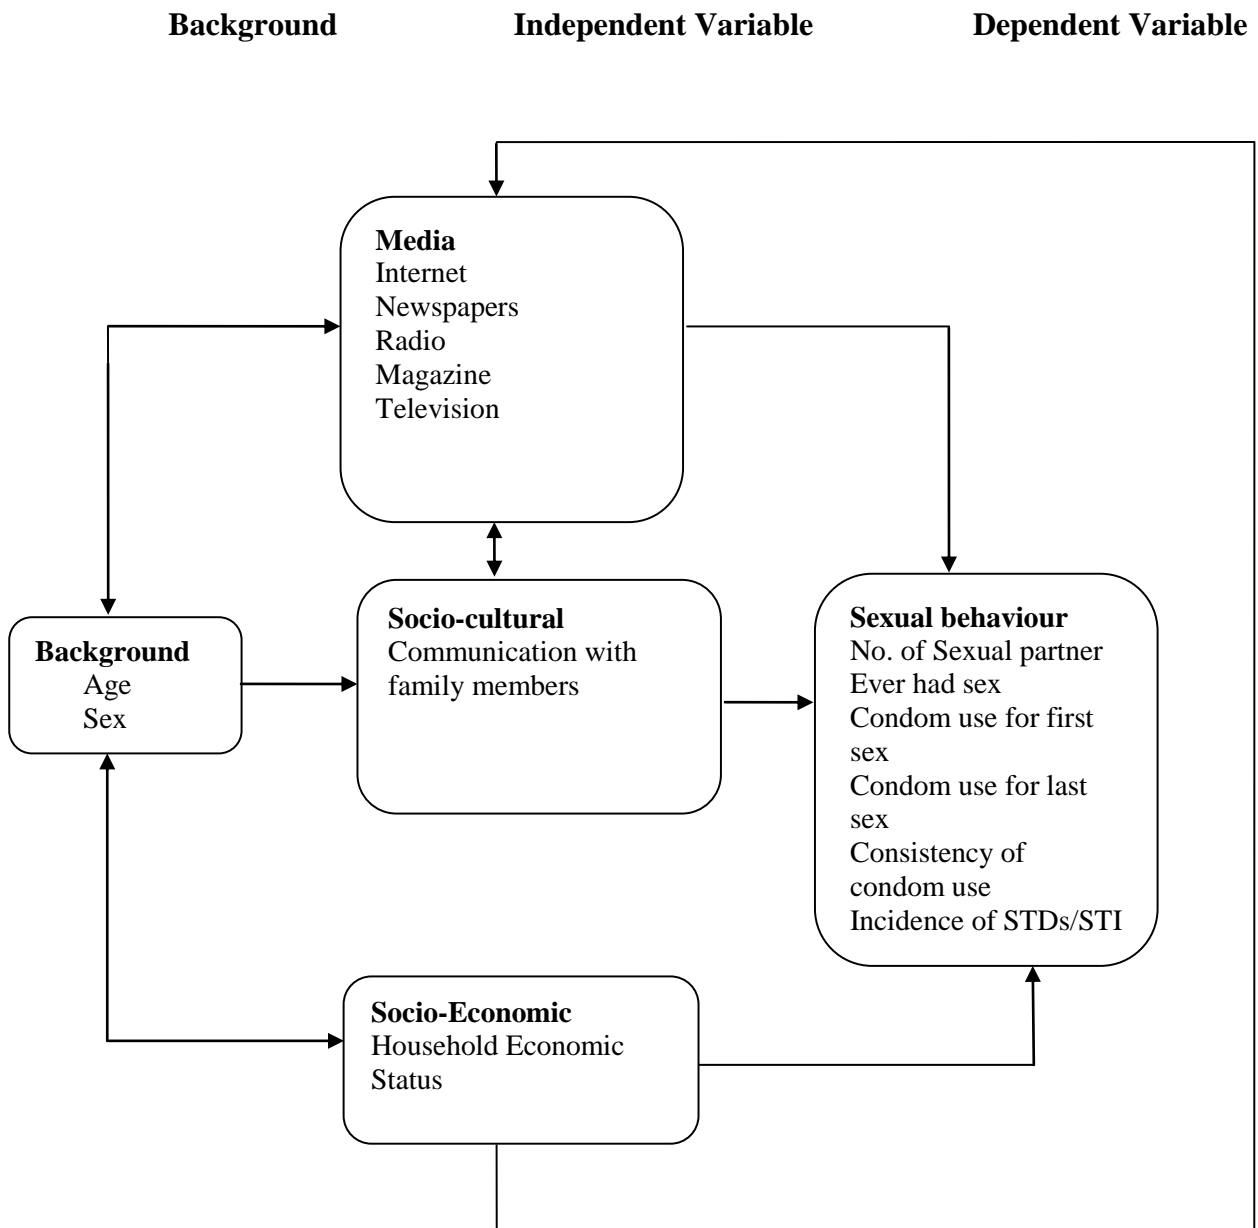 Background Independent Variable Dependent Variable
Media
Internet
Newspapers
Radio
Magazine
Television
Background
Age
Sex
Socio-cultural
Communication with
family members
Sexual behaviour
No. of Sexual partner
Ever had sex
Condom use for first
sex
Condom use for last
sex
Consistency of
condom use
Incidence of STDs/STI
Socio-Economic
Household Economic
Status